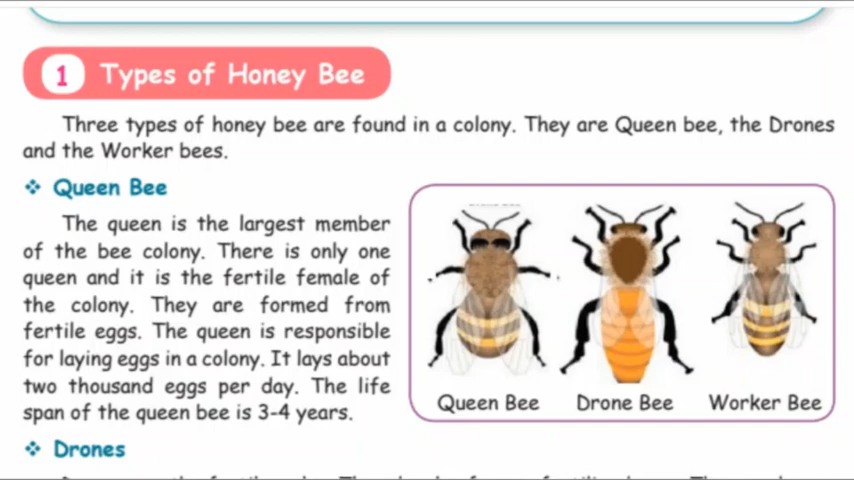 1 Types of Honey Bee
Three types of honey bee are found in a colony. They are Queen bee, the Drones
and the Worker bees.
❖ Queen Bee
The queen is the largest member
of the bee colony. There is only one
queen and it is the fertile female of
the colony. They are formed from
fertile eggs. The queen is responsible
for laying eggs in a colony. It lays about
two thousand eggs per day. The life
span of the queen bee is 3-4 years.
Queen Bee Drone Bee Worker Bee
❖ Drones